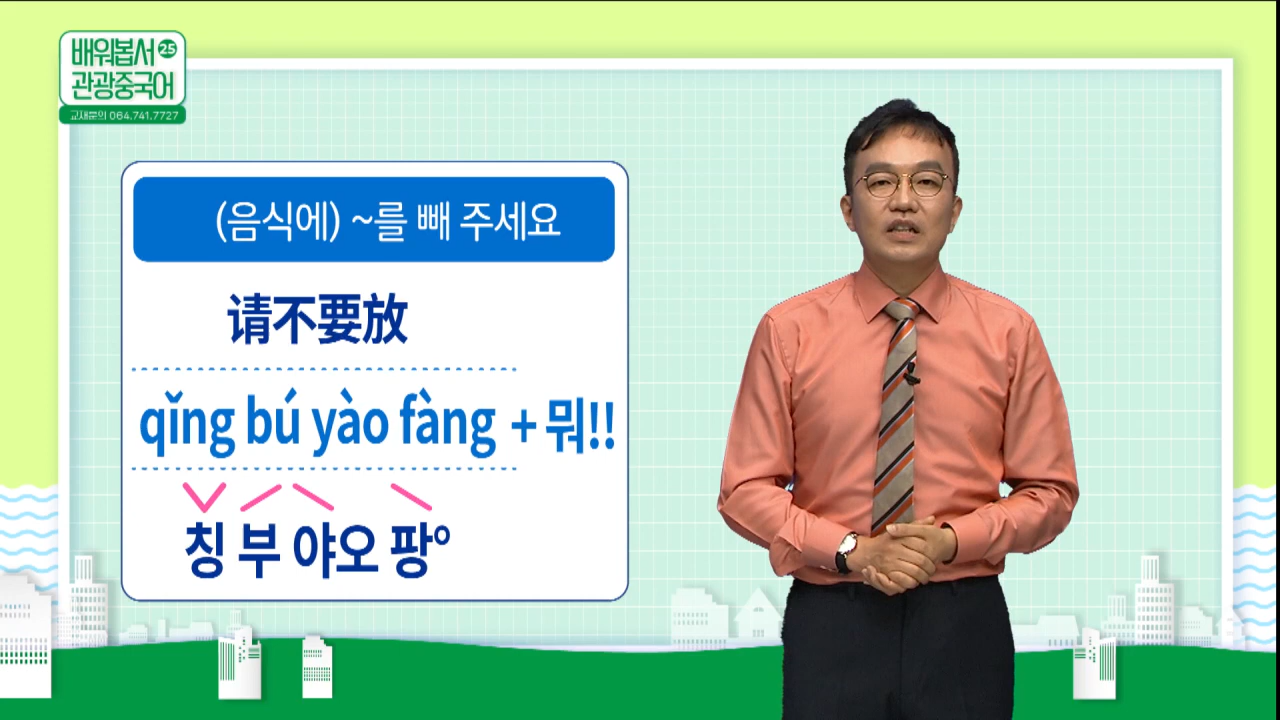 배워봅서 25
관광중국어
교재문의 064.741.7727
(음식에) ~를 빼 주세요
请不要放
qǐng bú yào fàng + 뭐!!
칭 부 야오 팡º